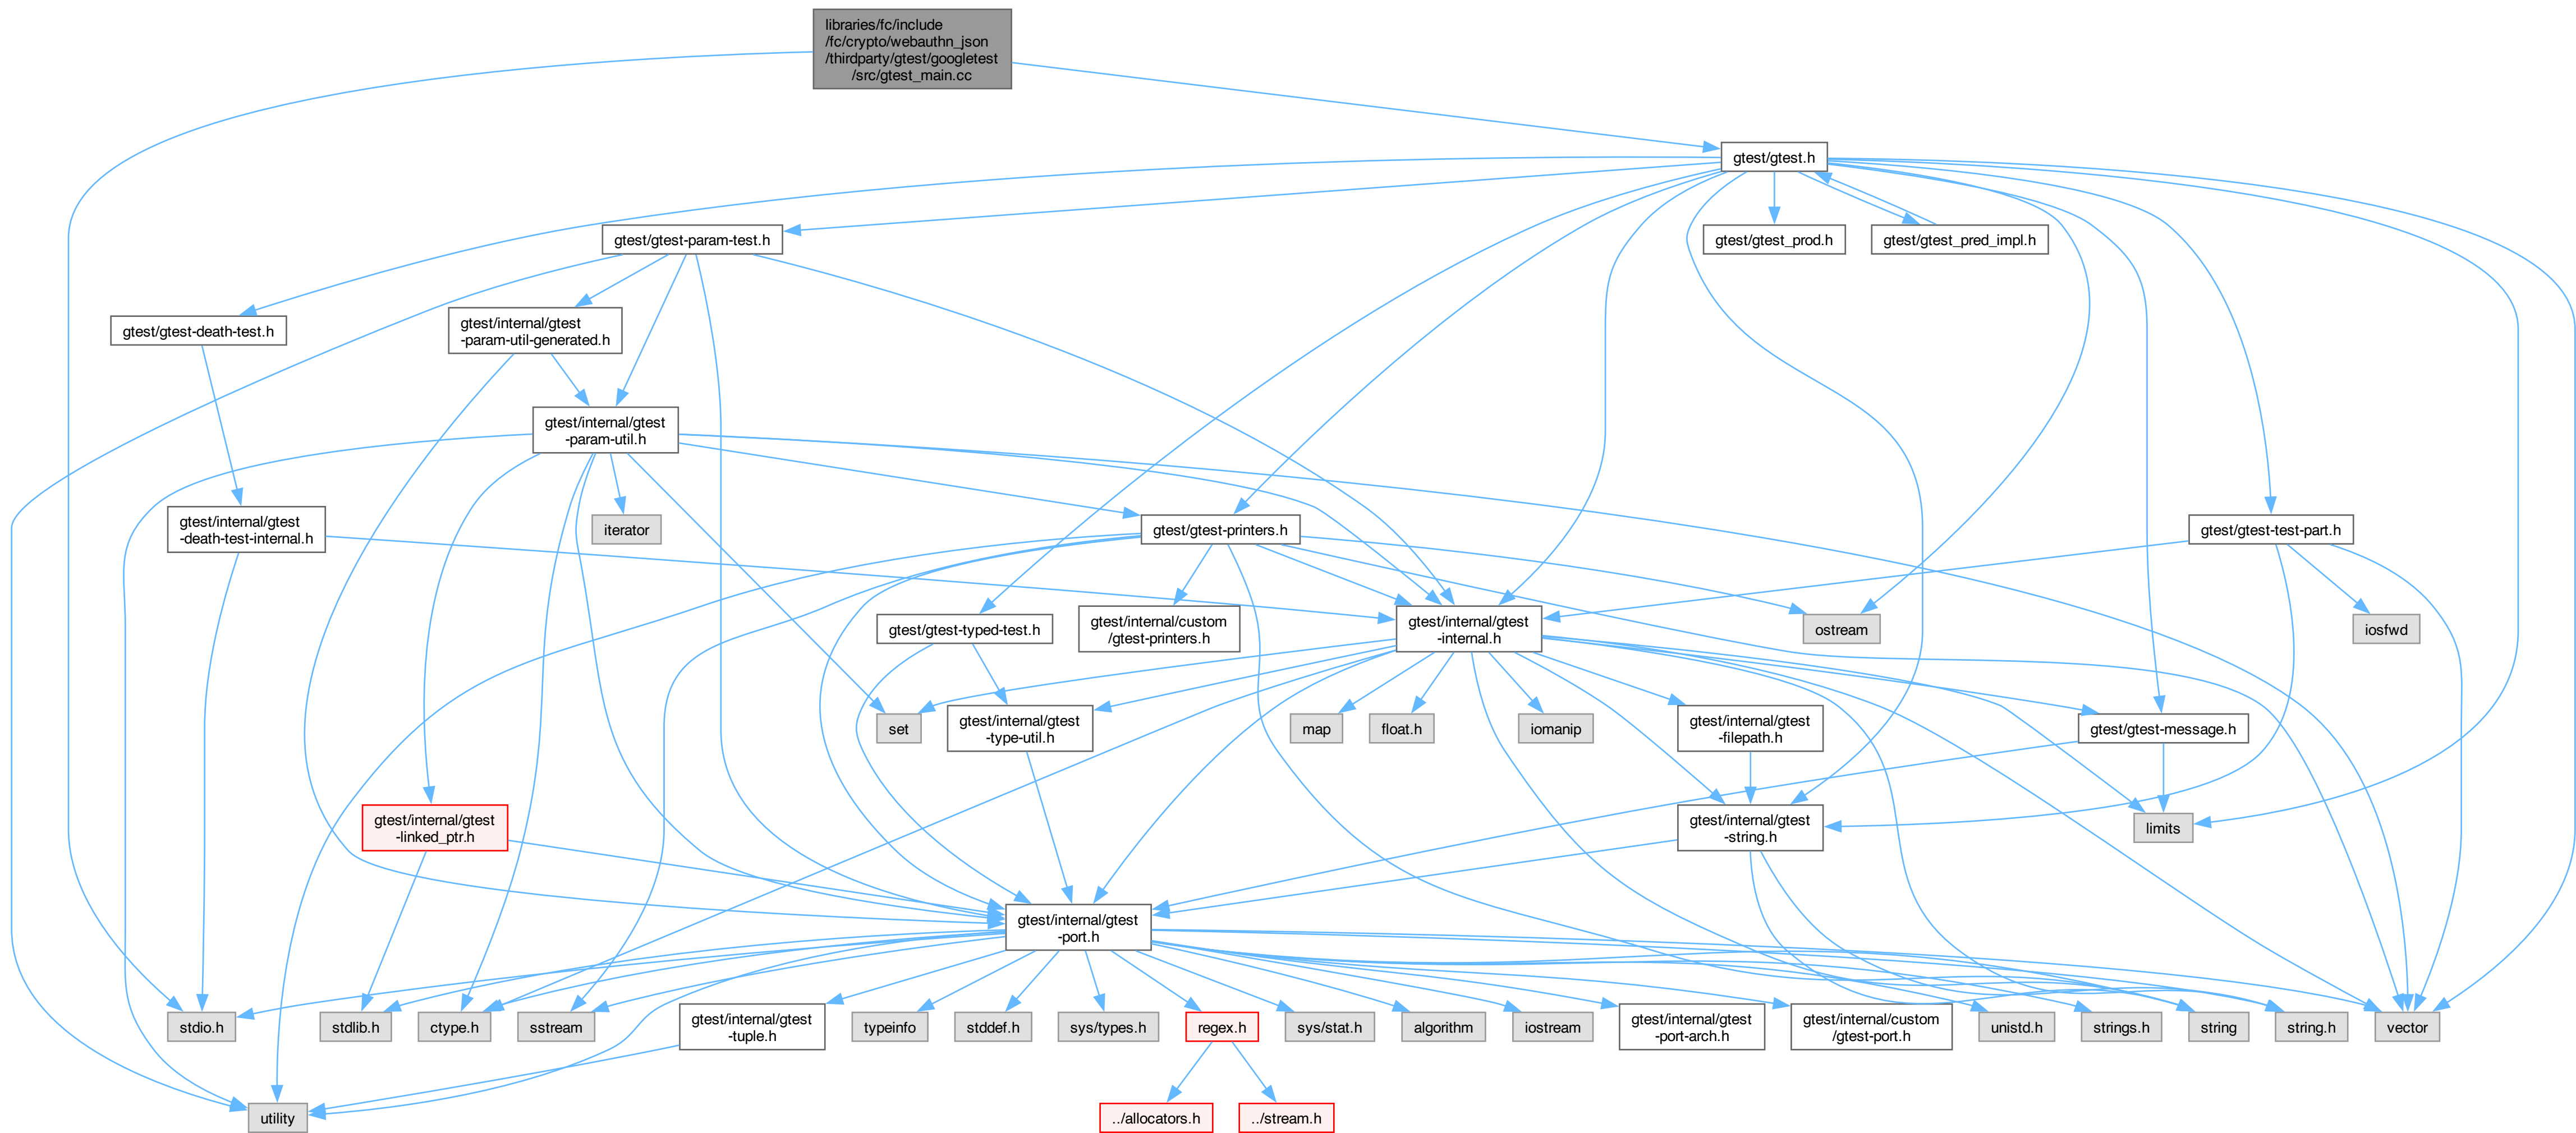 libraries/fc/include
/fc/crypto/webauthn_json
/thirdparty/gtest/googletest
/src/gtest_main.cc
gtest/gtest.h
gtest/gtest-param-test.h
gtest/gtest_prod.h
gtest/gtest_pred_impl.h
gtest/gtest-death-test.h
gtest/internal/gtest
-param-util-generated.h
gtest/internal/gtest
-param-util.h
gtest/internal/gtest
-death-test-internal.h
iterator
gtest/gtest-printers.h
gtest/gtest-test-part.h
gtest/gtest-typed-test.h
gtest/internal/custom
/gtest-printers.h
gtest/internal/gtest
-internal.h
ostream
iosfwd
set
gtest/internal/gtest
-type-util.h
map
float.h
iomanip
gtest/internal/gtest
-filepath.h
gtest/gtest-message.h
gtest/internal/gtest
-linked_ptr.h
gtest/internal/gtest
-string.h
limits
gtest/internal/gtest
-port.h
stdio.h
stdlib.h
ctype.h
sstream
gtest/internal/gtest
-tuple.h
typeinfo
stddef.h
sys/types.h
regex.h
sys/stat.h
algorithm
iostream
gtest/internal/gtest
-port-arch.h
gtest/internal/custom
/gtest-port.h
unistd.h
strings.h
string
string.h
vector
utility
../allocators.h
../stream.h